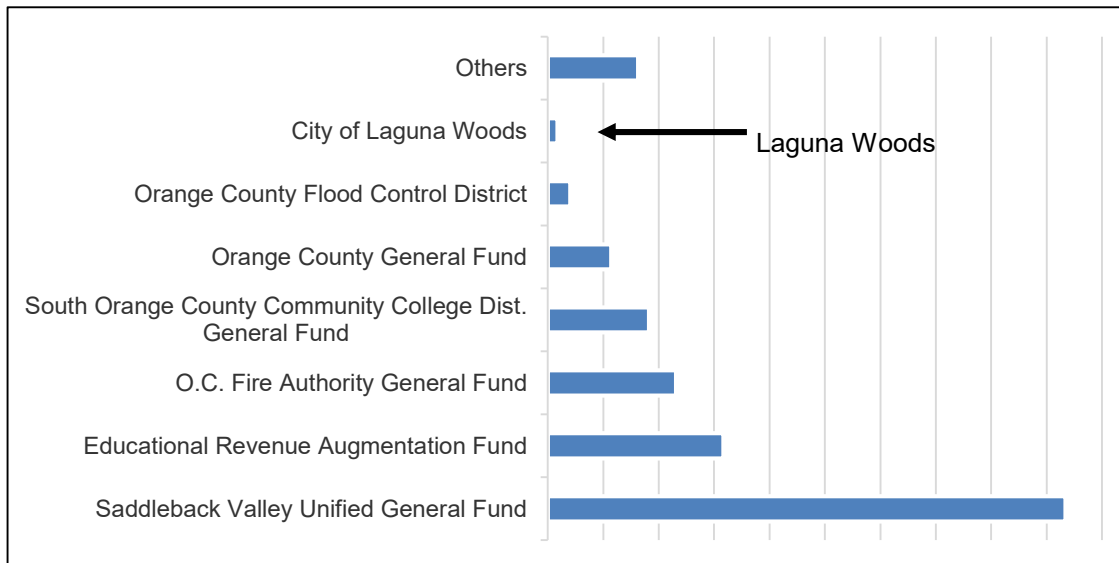 Others
City of Laguna Woods
Laguna Woods
Orange County Flood Control District
Orange County General Fund
South Orange County Community College Dist.
General Fund
O.C. Fire Authority General Fund
Educational Revenue Augmentation Fund
Saddleback Valley Unified General Fund